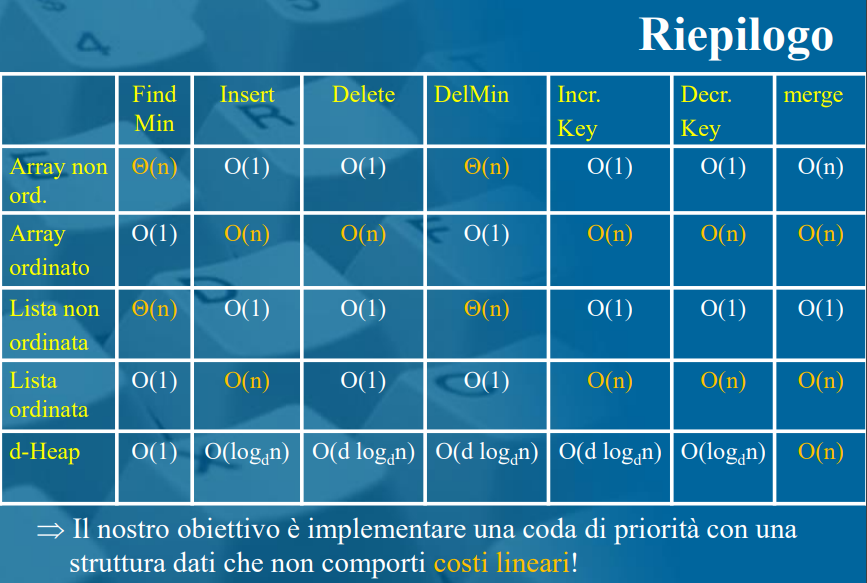 Riepilogo
Find Min Insert Delete DelMin Incr. Key Decr. Key merge
Array non ord. Θ(n) O(1) O(1) Θ(n) O(1) O(1) O(n)
Array ordinato O(1) O(n) O(n) O(1) O(n) O(n) O(n)
Lista non ordinata Θ(n) O(1) O(1) Θ(n) O(1) O(1) O(1)
Lista ordinata O(1) O(n) O(1) O(1) O(n) O(n) O(n)
d-Heap O(1) O(log_d n) O(d log_d n) O(d log_d n) O(d log_d n) O(log_d n) O(n)
⇒ Il nostro obiettivo è implementare una coda di priorità con una
struttura dati che non comporti costi lineari!